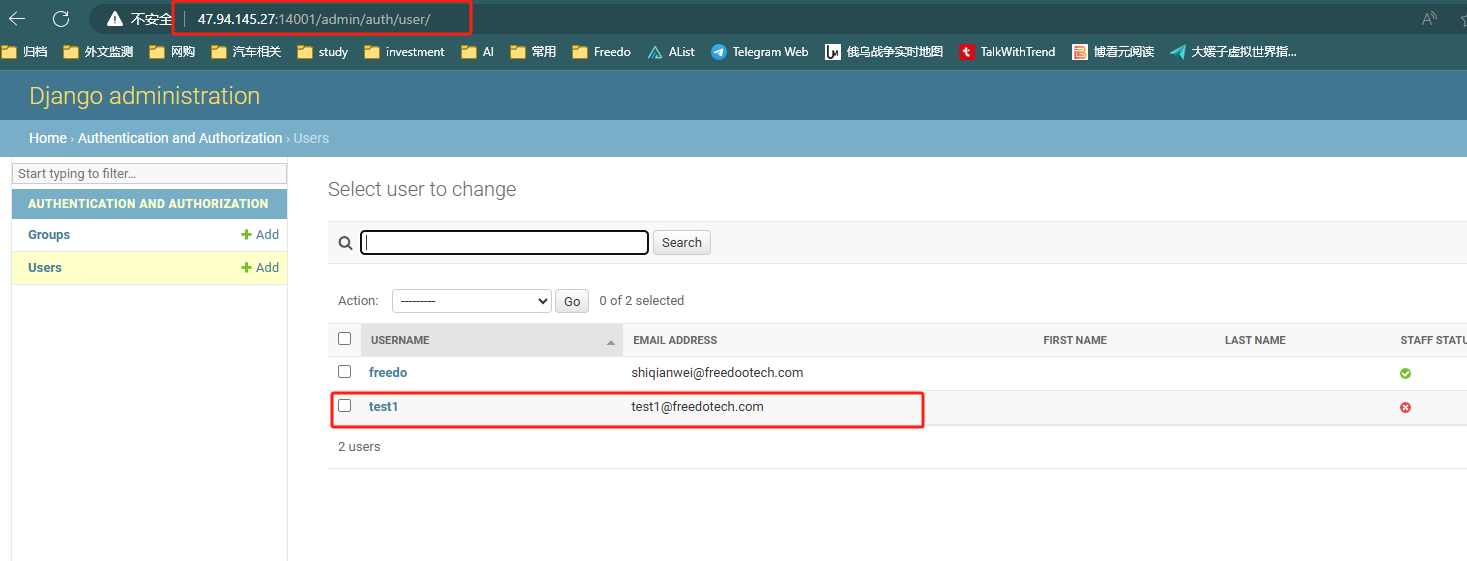 不安全 47.94.145.27:14001/admin/auth/user/
归档 外文监测 网购 汽车相关 study investment AI 常用 Freedo AList Telegram Web 俄乌战争实时地图 TalkWithTrend 博看元阅读 大媛子虚拟世界指...
Django administration
Home › Authentication and Authorization › Users
Start typing to filter...
AUTHENTICATION AND AUTHORIZATION
Groups + Add
Users + Add
Select user to change
Search
Action: --------- Go 0 of 2 selected
USERNAME EMAIL ADDRESS FIRST NAME LAST NAME STAFF STATU
freedo shiqianwei@freedootech.com
test1 test1@freedotech.com
2 users